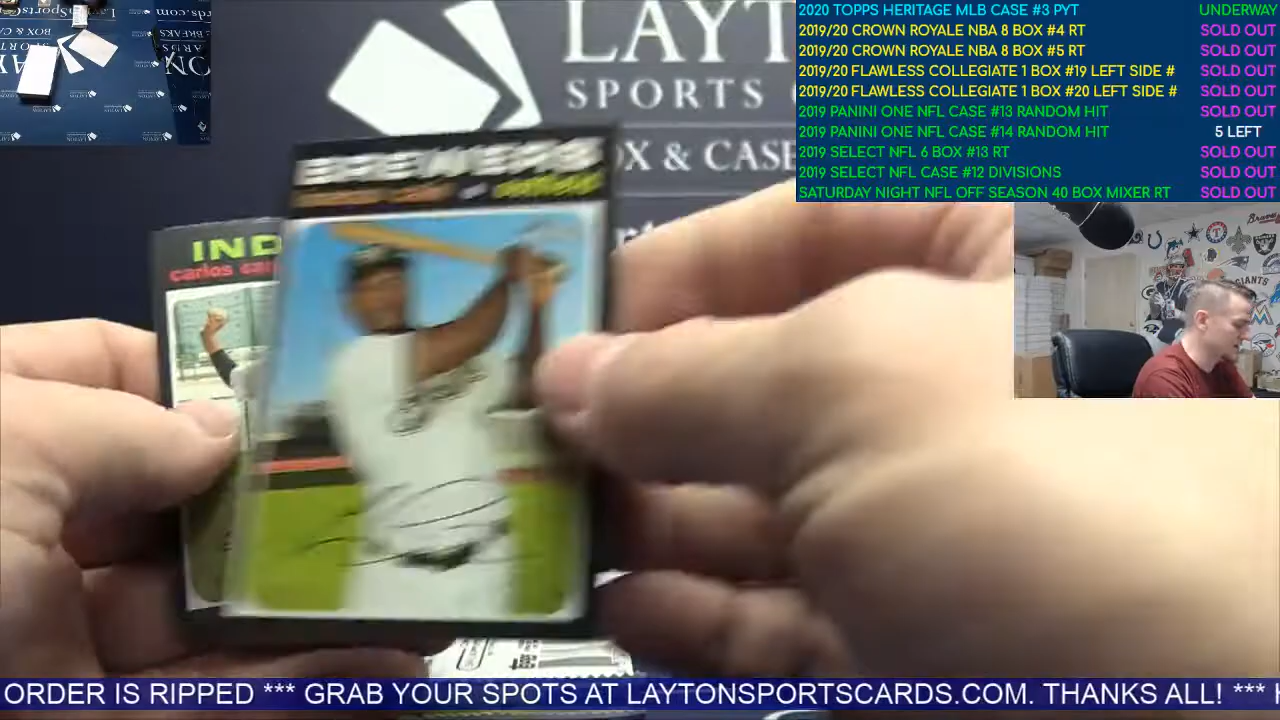 2020 TOPPS HERITAGE MLB CASE #3 PYT UNDERWAY
2019/20 CROWN ROYALE NBA 8 BOX #4 RT SOLD OUT
2019/20 CROWN ROYALE NBA 8 BOX #5 RT SOLD OUT
2019/20 FLAWLESS COLLEGIATE 1 BOX #19 LEFT SIDE # SOLD OUT
2019/20 FLAWLESS COLLEGIATE 1 BOX #20 LEFT SIDE # SOLD OUT
2019 PANINI ONE NFL CASE #13 RANDOM HIT SOLD OUT
2019 PANINI ONE NFL CASE #14 RANDOM HIT 5 LEFT
2019 SELECT NFL 6 BOX #13 RT SOLD OUT
2019 SELECT NFL CASE #12 DIVISIONS SOLD OUT
SATURDAY NIGHT NFL OFF SEASON 40 BOX MIXER RT SOLD OUT
LAYT
SPORTS
OX & CASE
BREWERS
outfield
IND
carlos
GIANTS
ORDER IS RIPPED *** GRAB YOUR SPOTS AT LAYTONSPORTSCARDS.COM. THANKS ALL! ***